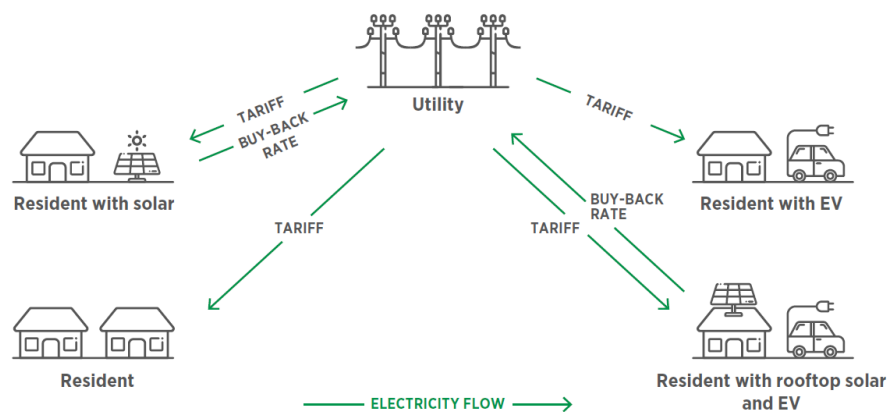 Utility
TARIFF
BUY-BACK
RATE
TARIFF
Resident with solar
Resident with EV
TARIFF
TARIFF
BUY-BACK
RATE
Resident
Resident with rooftop solar
and EV
ELECTRICITY FLOW